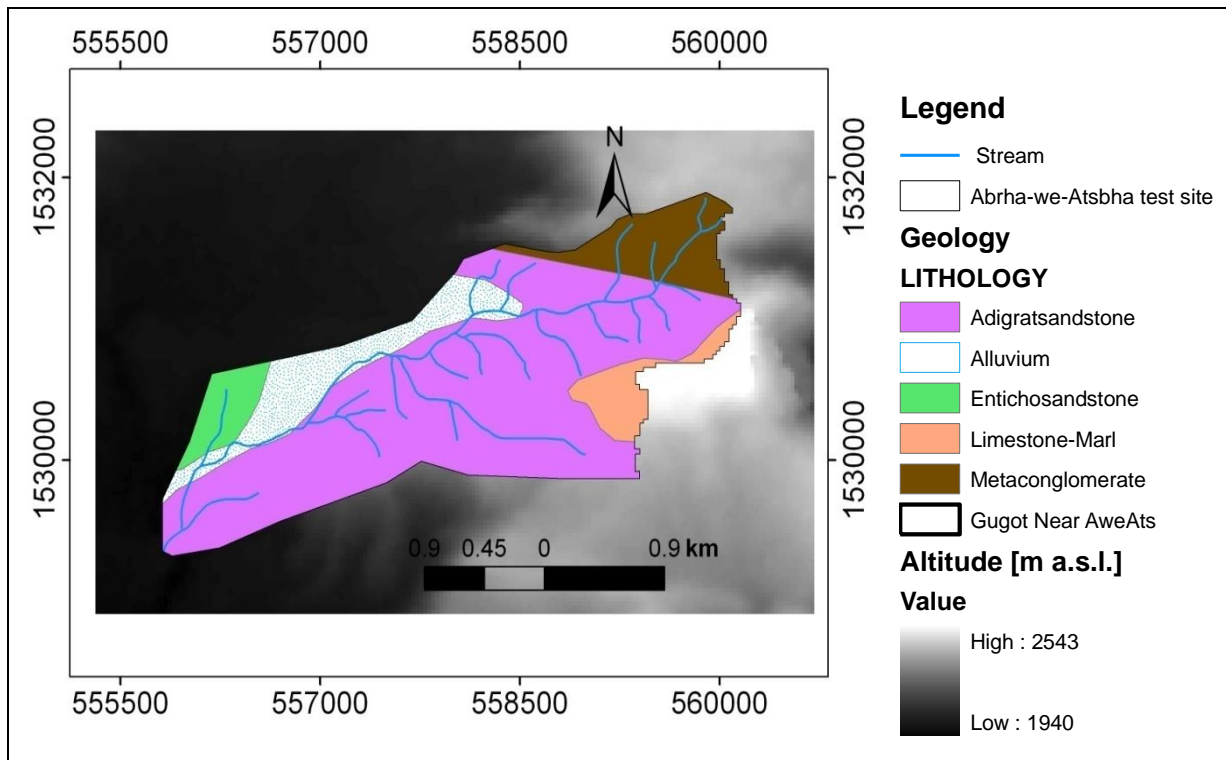 555500 557000 558500 560000
N
1532000
1532000
1530000
1530000
0.9 0.45 0 0.9 km
555500 557000 558500 560000
Legend
Stream
Abrha-we-Atsbha test site
Geology
LITHOLOGY
Adigratsandstone
Alluvium
Entichosandstone
Limestone-Marl
Metaconglomerate
Gugot Near AweAts
Altitude [m a.s.l.]
Value
High : 2543
Low : 1940